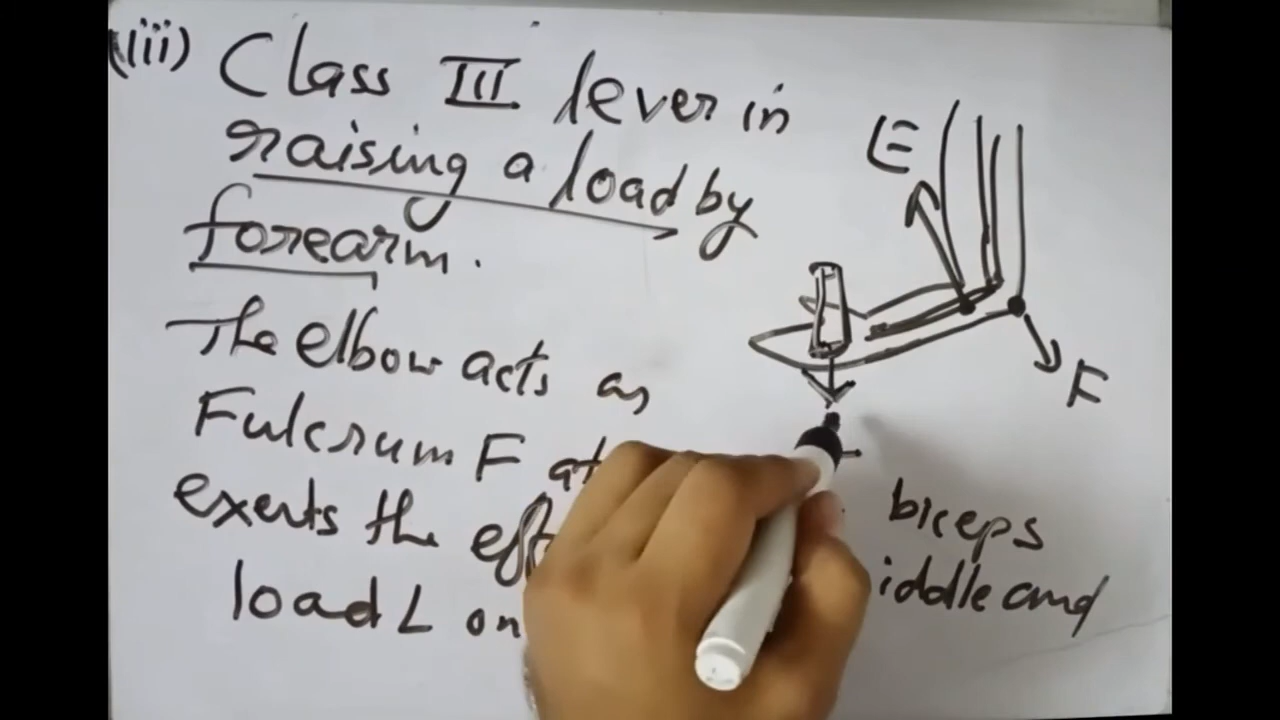 (iii) Class III lever in
raising a load by
forearm.
The elbow acts as
Fulcrum F at
exerts the eff
biceps
load L on
iddle and
E
F